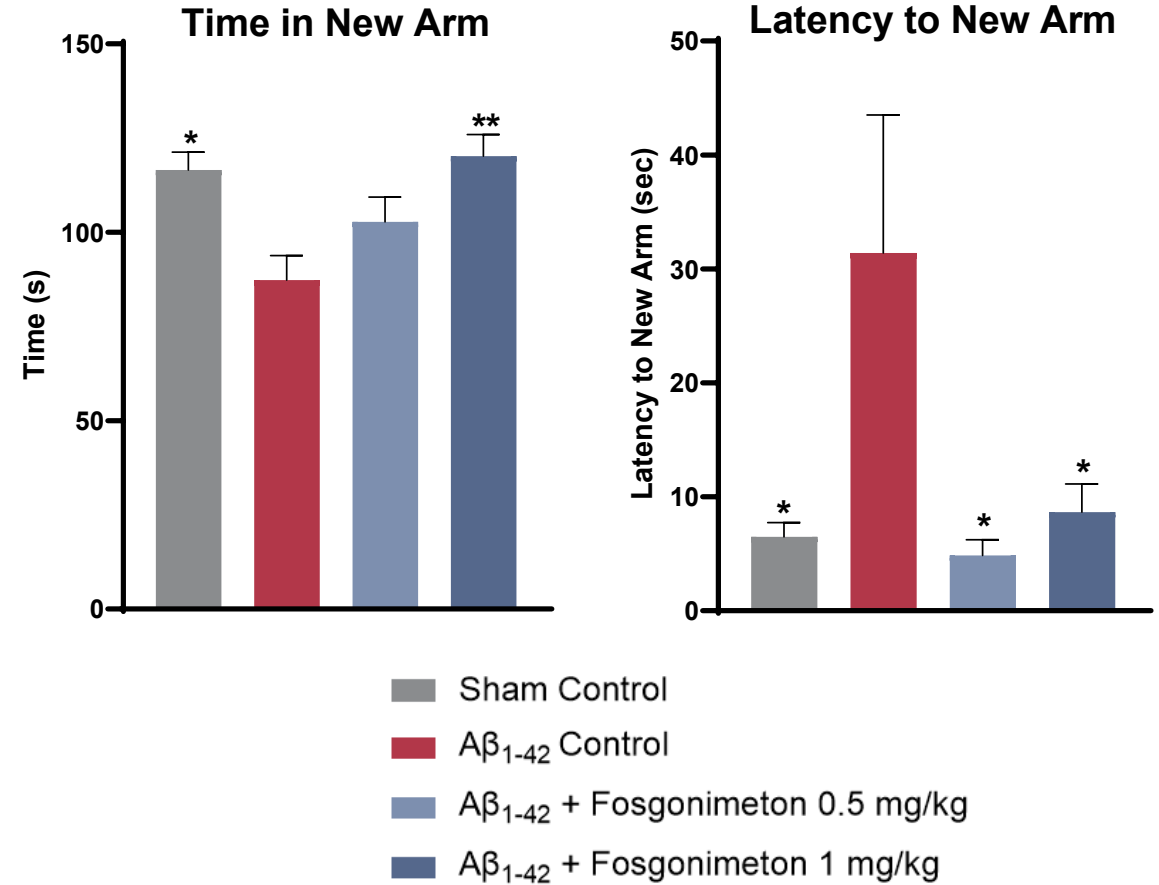 Time in New Arm
Time (s)
150
100
50
0
*
**
Latency to New Arm
Latency to New Arm (sec)
50
40
30
20
10
0
*
*
*
Sham Control
Aβ1-42 Control
Aβ1-42 + Fosgonimeton 0.5 mg/kg
Aβ1-42 + Fosgonimeton 1 mg/kg